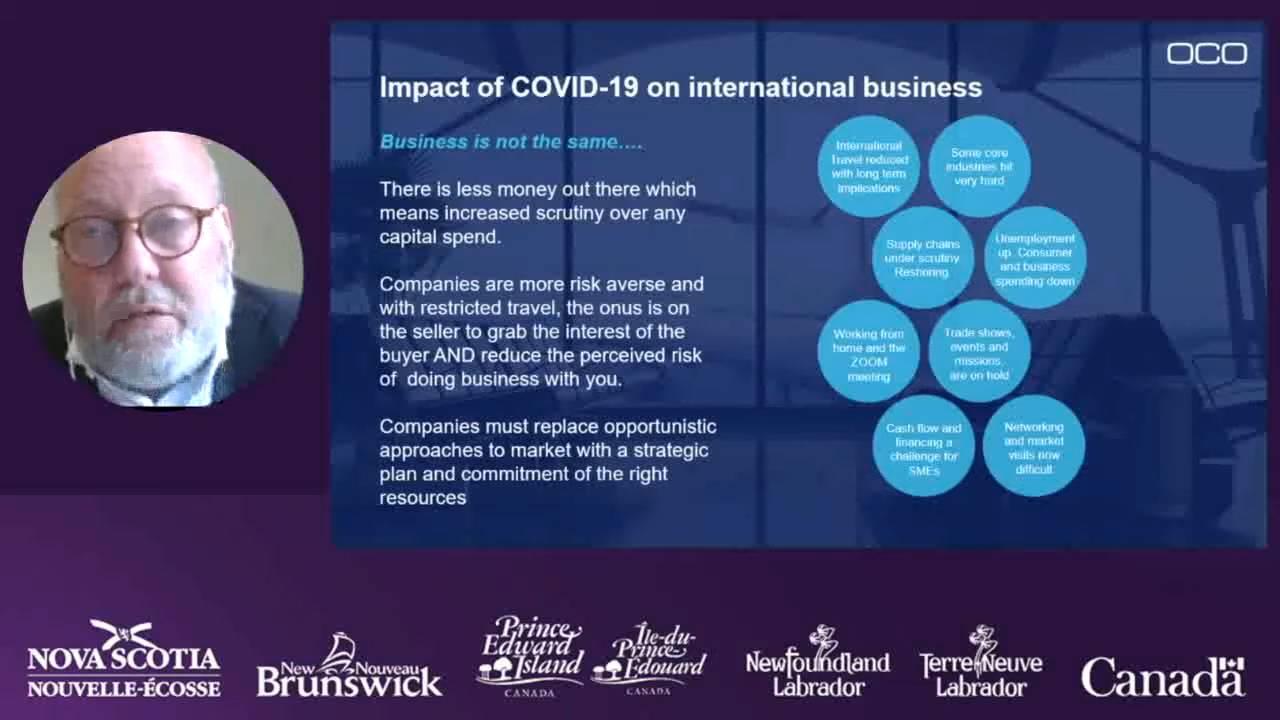 OCO
Impact of COVID-19 on international business
Business is not the same....
There is less money out there which
means increased scrutiny over any
capital spend.
Companies are more risk averse and
with restricted travel, the onus is on
the seller to grab the interest of the
buyer AND reduce the perceived risk
of doing business with you.
Companies must replace opportunistic
approaches to market with a strategic
plan and commitment of the right
resources
International
Travel reduced
with long term
implications
Some core
industries hit
very hard
Supply chains
under scrutiny
Reshoring
Unemployment
up. Consumer
and business
spending down
Working from
home and the
ZOOM
meeting
Trade shows,
events and
missions,
are on hold
Cash flow and
financing a
challenge for
SMEs
Networking
and market
visits now
difficult
NOVA SCOTIA
NOUVELLE-ÉCOSSE
New Nouveau
Brunswick
Prince
Edward
Island
CANADA
Île-du-
Prince
Édouard
CANADA
Newfoundland
Labrador
Terre Neuve
Labrador
Canada